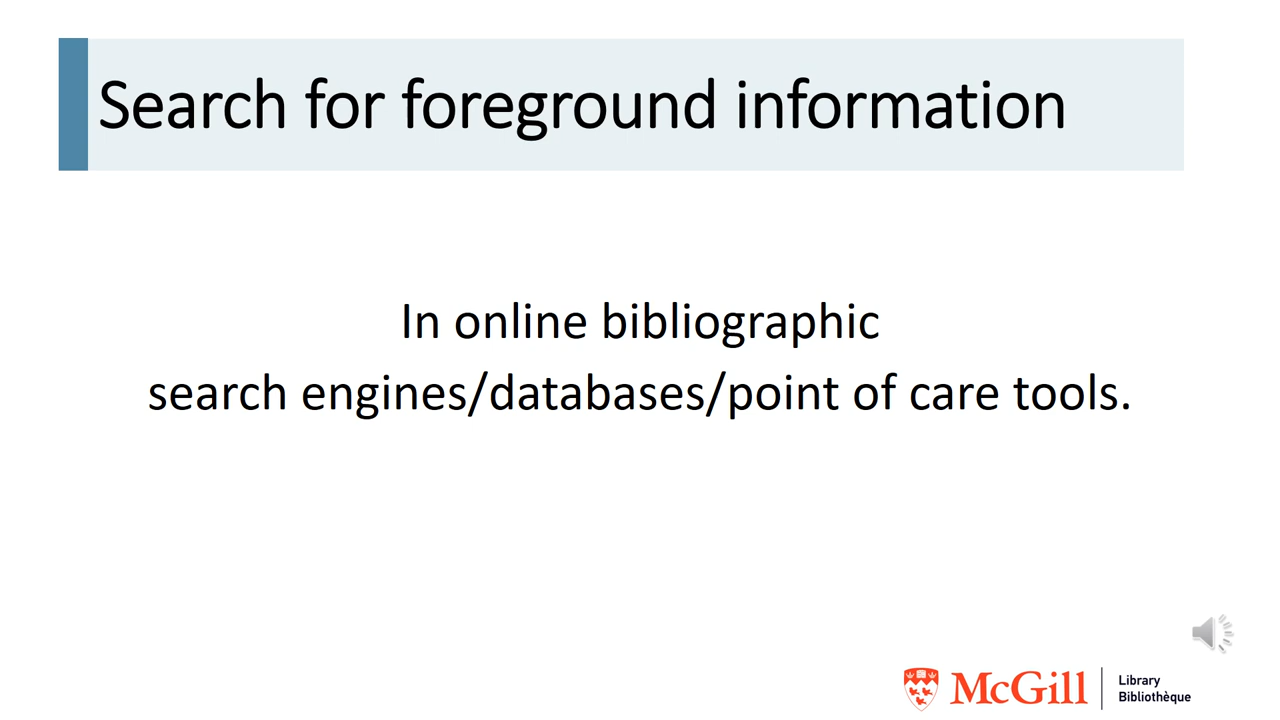 Search for foreground information
In online bibliographic
search engines/databases/point of care tools.
McGill
Library
Bibliothèque